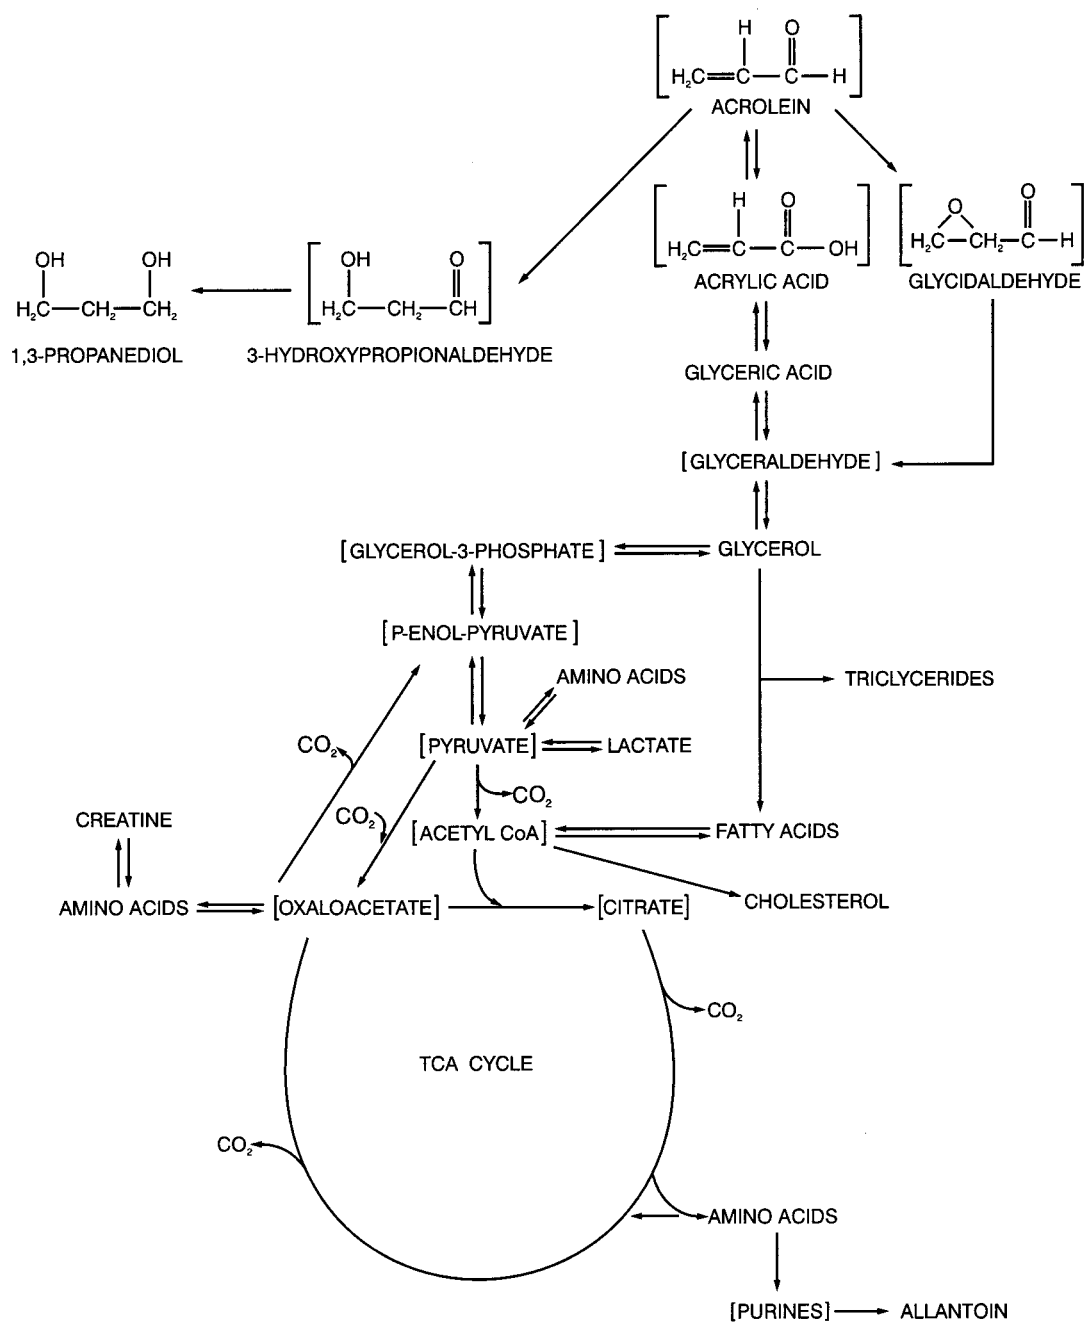 H O
H₂C C C H
ACROLEIN
H O
H₂C C C OH
ACRYLIC ACID
O O
H₂C CH₂ C H
GLYCIDALDEHYDE
OH OH
H₂C CH₂ CH₂
1,3-PROPANEDIOL
OH O
H₂C CH₂ CH
3-HYDROXYPROPIONALDEHYDE
GLYCERIC ACID
[GLYCERALDEHYDE]
[GLYCEROL-3-PHOSPHATE]
GLYCEROL
[P-ENOL-PYRUVATE]
AMINO ACIDS
TRICLYCERIDES
CO₂
[PYRUVATE]
LACTATE
CO₂
CO₂
CREATINE
[ACETYL CoA]
FATTY ACIDS
AMINO ACIDS
[OXALOACETATE]
[CITRATE]
CHOLESTEROL
CO₂
TCA CYCLE
CO₂
AMINO ACIDS
[PURINES]
ALLANTOIN